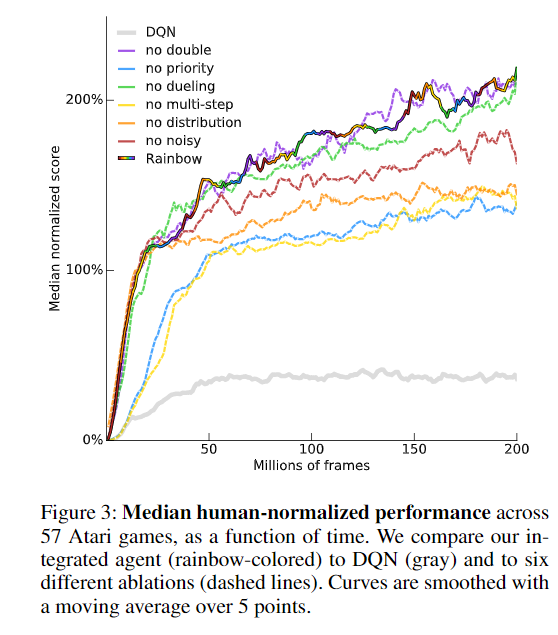 DQN
no double
no priority
no dueling
no multi-step
no distribution
no noisy
Rainbow
200%
100%
0%
Median normalized score
50
100
150
200
Millions of frames
Figure 3: Median human-normalized performance across
57 Atari games, as a function of time. We compare our in-
tegrated agent (rainbow-colored) to DQN (gray) and to six
different ablations (dashed lines). Curves are smoothed with
a moving average over 5 points.